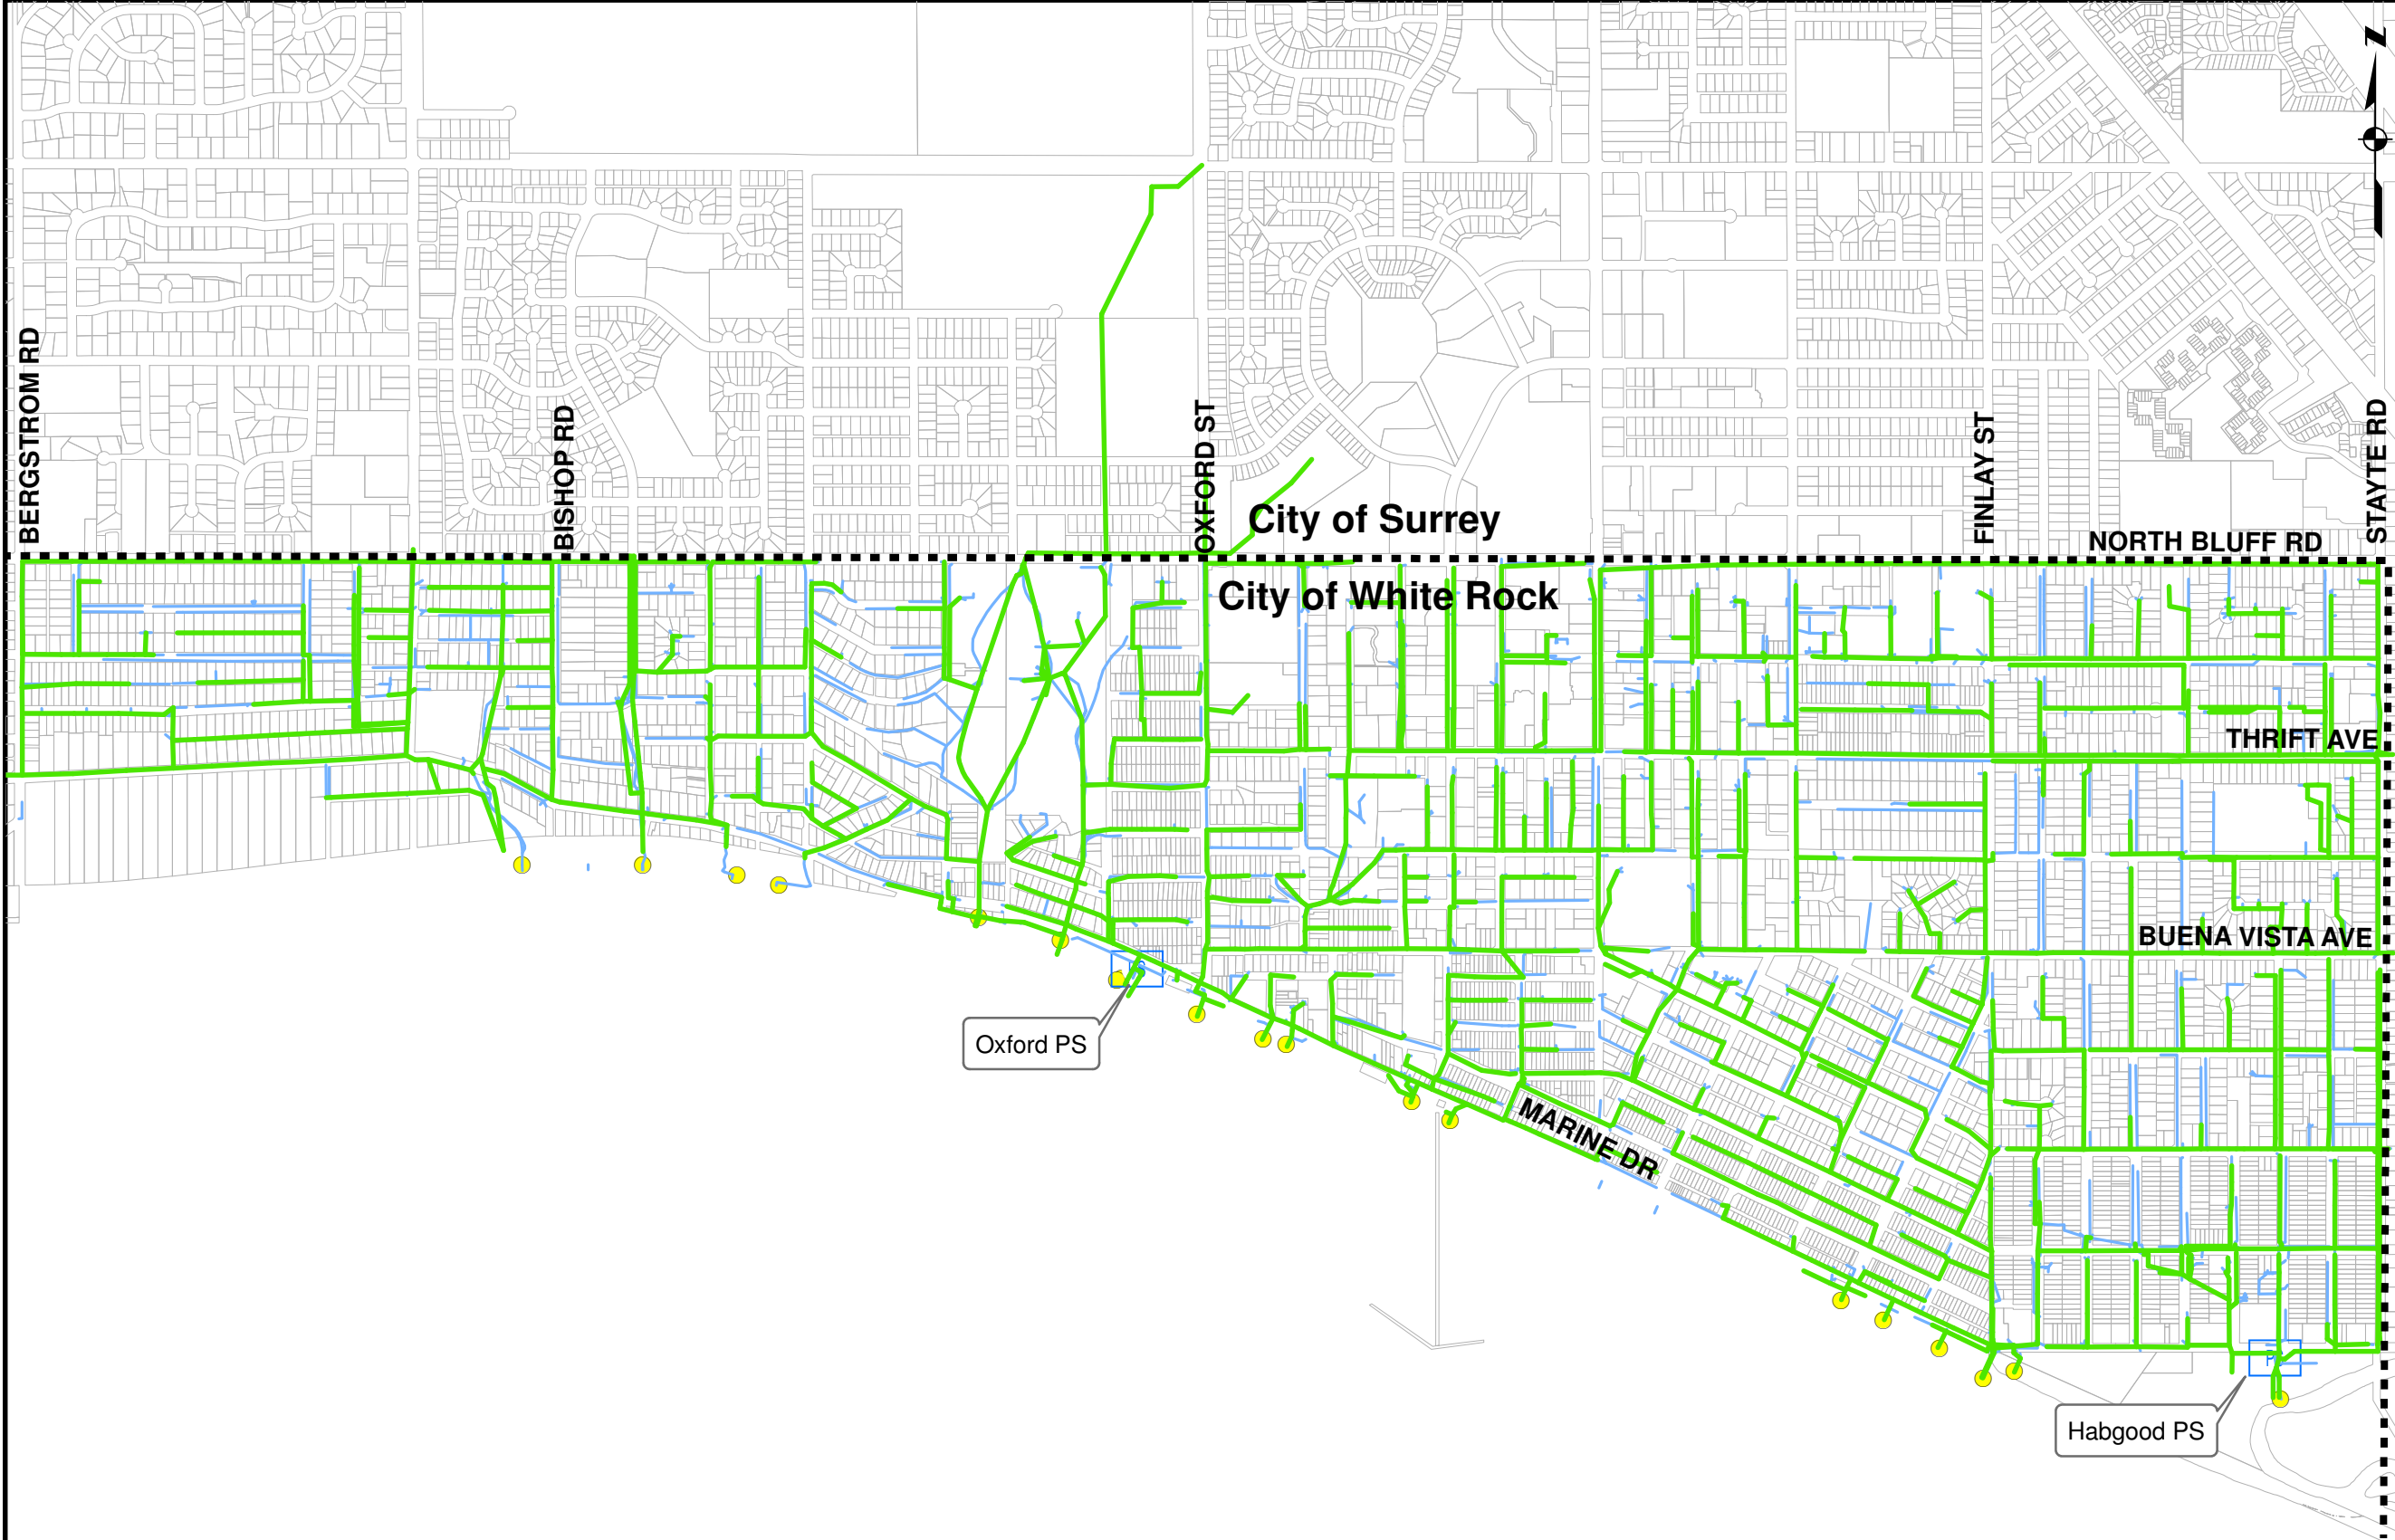 N
BERGSTROM RD
BISHOP RD
OXFORD ST
FINLAY ST
STAYTE RD
City of Surrey
NORTH BLUFF RD
City of White Rock
THRIFT AVE
BUENA VISTA AVE
Oxford PS
MARINE DR
Habgood PS